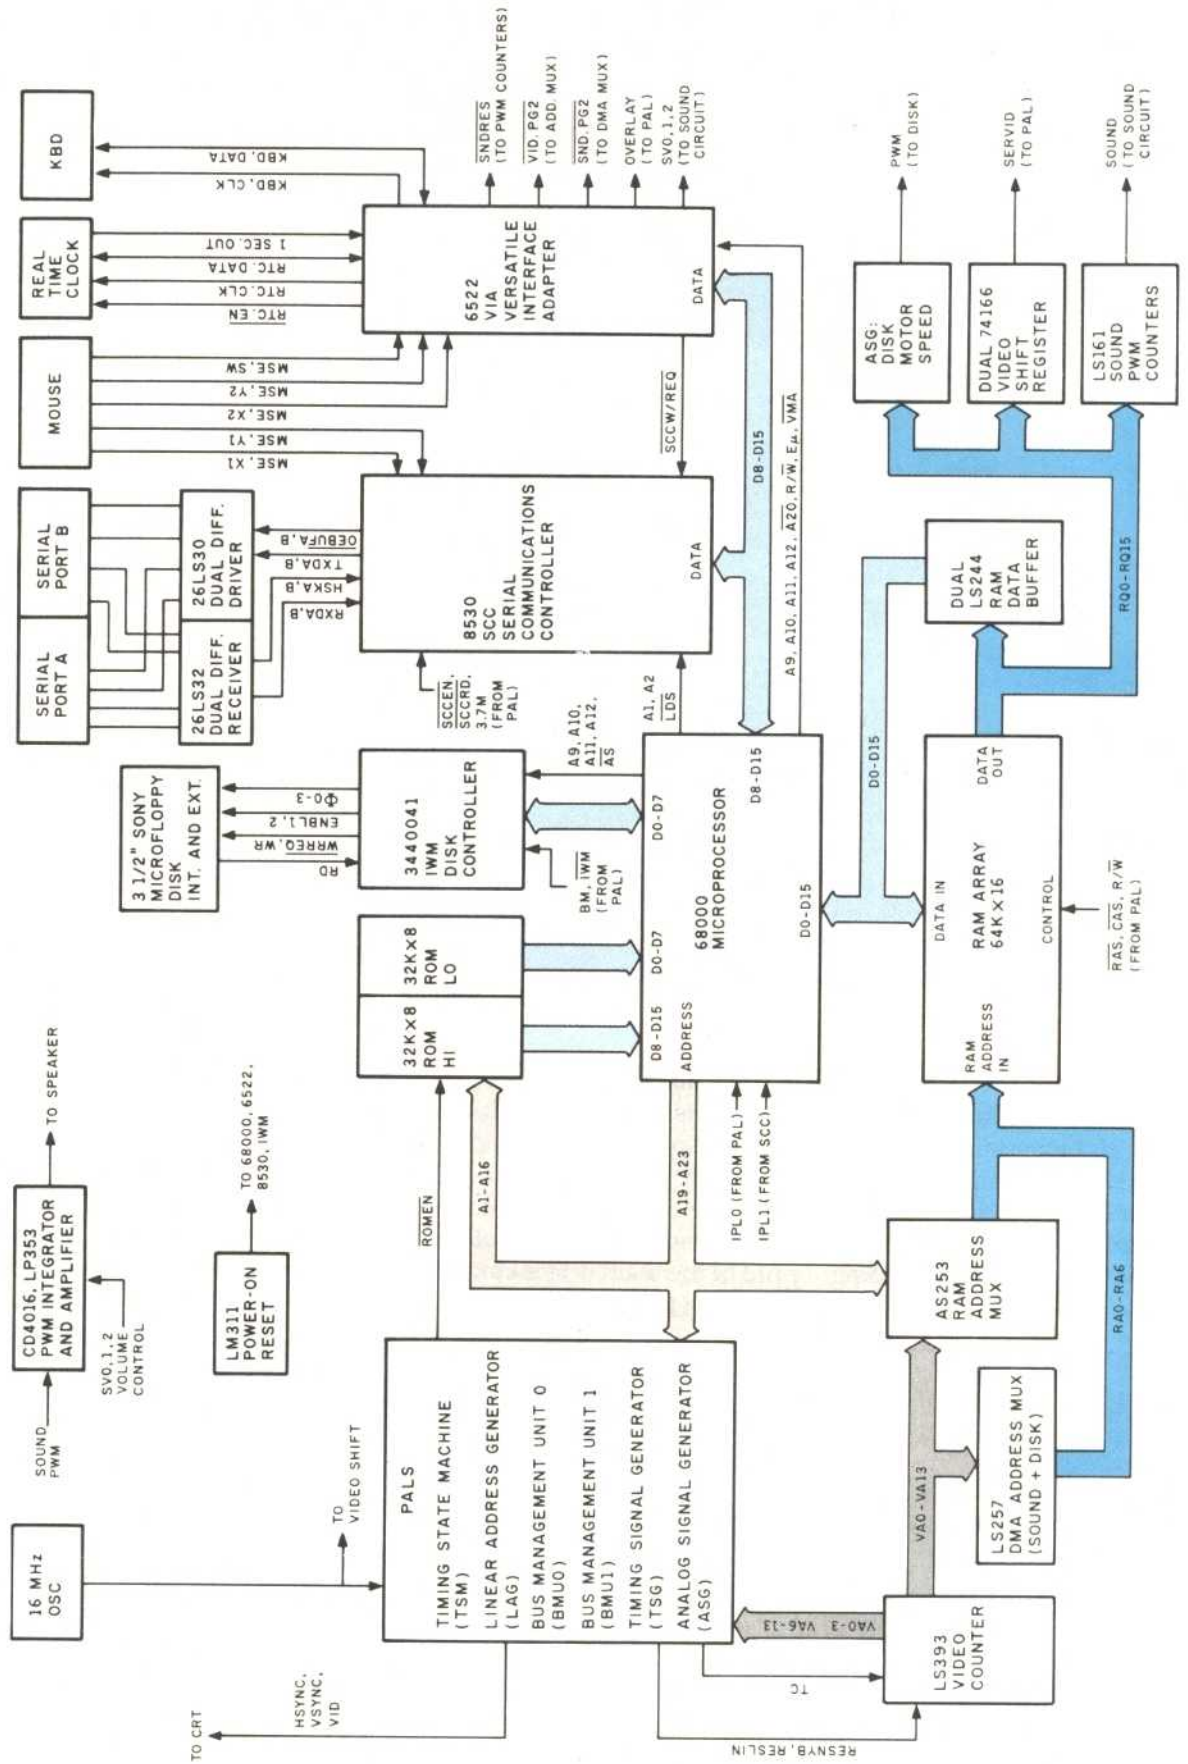 16 MHz
OSC
SOUND
PWM
CD4016, LP353
PWM INTEGRATOR
AND AMPLIFIER
TO SPEAKER
SV0,1,2
VOLUME
CONTROL
LM311
POWER-ON
RESET
TO 68000, 6522,
8530, IWM
TO
VIDEO SHIFT
TO CRT
HSYNC,
VSYNC,
VID
PALS
TIMING STATE MACHINE
(TSM)
LINEAR ADDRESS GENERATOR
(LAG)
BUS MANAGEMENT UNIT 0
(BMU0)
BUS MANAGEMENT UNIT 1
(BMU1)
TIMING SIGNAL GENERATOR
(TSG)
ANALOG SIGNAL GENERATOR
(ASG)
RESNYB, RESLIN
TC
VA0-3 VA6-13
LS393
VIDEO
COUNTER
VA0-VA13
LS257
DMA ADDRESS MUX
(SOUND + DISK)
AS253
RAM
ADDRESS
MUX
RA0-RA6
ROMEN
A1-A16
A19-A23
IPL0 (FROM PAL)
IPL1 (FROM SCC)
32K×8
ROM
HI
32K×8
ROM
LO
3 1/2" SONY
MICROFLOPPY
DISK
INT. AND EXT.
RD
WRREQ, WR
ENBL1, 2
Φ0-3
3440041
IWM
DISK
CONTROLLER
BM, IWM
(FROM
PAL)
A9, A10,
A11, A12,
AS
D8-D15
D0-D7
D0-D7
ADDRESS
68000
MICROPROCESSOR
D8-D15
D0-D15
SERIAL
PORT A
SERIAL
PORT B
26LS32
DUAL DIFF.
RECEIVER
26LS30
DUAL DIFF.
DRIVER
RXDA,B
HSKA,B
TXDA,B
OEBUFA,B
SCCEN,
SCCRD,
3.7M
(FROM
PAL)
8530
SCC
SERIAL
COMMUNICATIONS
CONTROLLER
DATA
A1, A2
LDS
MOUSE
MSE, X1
MSE, Y1
MSE, X2
MSE, Y2
MSE, SW
REAL
TIME
CLOCK
RTC. EN
RTC. CLK
RTC. DATA
1 SEC. OUT
KBD
KBD, CLK
KBD, DATA
6522
VIA
VERSATILE
INTERFACE
ADAPTER
DATA
SCCW/REQ
D8-D15
A9, A10, A11, A12, A20, R/W, Eμ, VMA
SNDRES
(TO PWM COUNTERS)
VID. PG2
(TO ADD. MUX)
SND. PG2
(TO DMA MUX)
OVERLAY
(TO PAL)
SV0, 1, 2
(TO SOUND
CIRCUIT)
RAM
ADDRESS
IN
DATA IN
RAM ARRAY
64K×16
DATA
OUT
CONTROL
RAS, CAS, R/W
(FROM PAL)
D0-D15
DUAL
LS244
RAM
DATA
BUFFER
RQ0-RQ15
ASG:
DISK
MOTOR
SPEED
PWM
(TO DISK)
DUAL 74166
VIDEO
SHIFT
REGISTER
SERVID
(TO PAL)
LS161
SOUND
PWM
COUNTERS
SOUND
(TO SOUND
CIRCUIT)